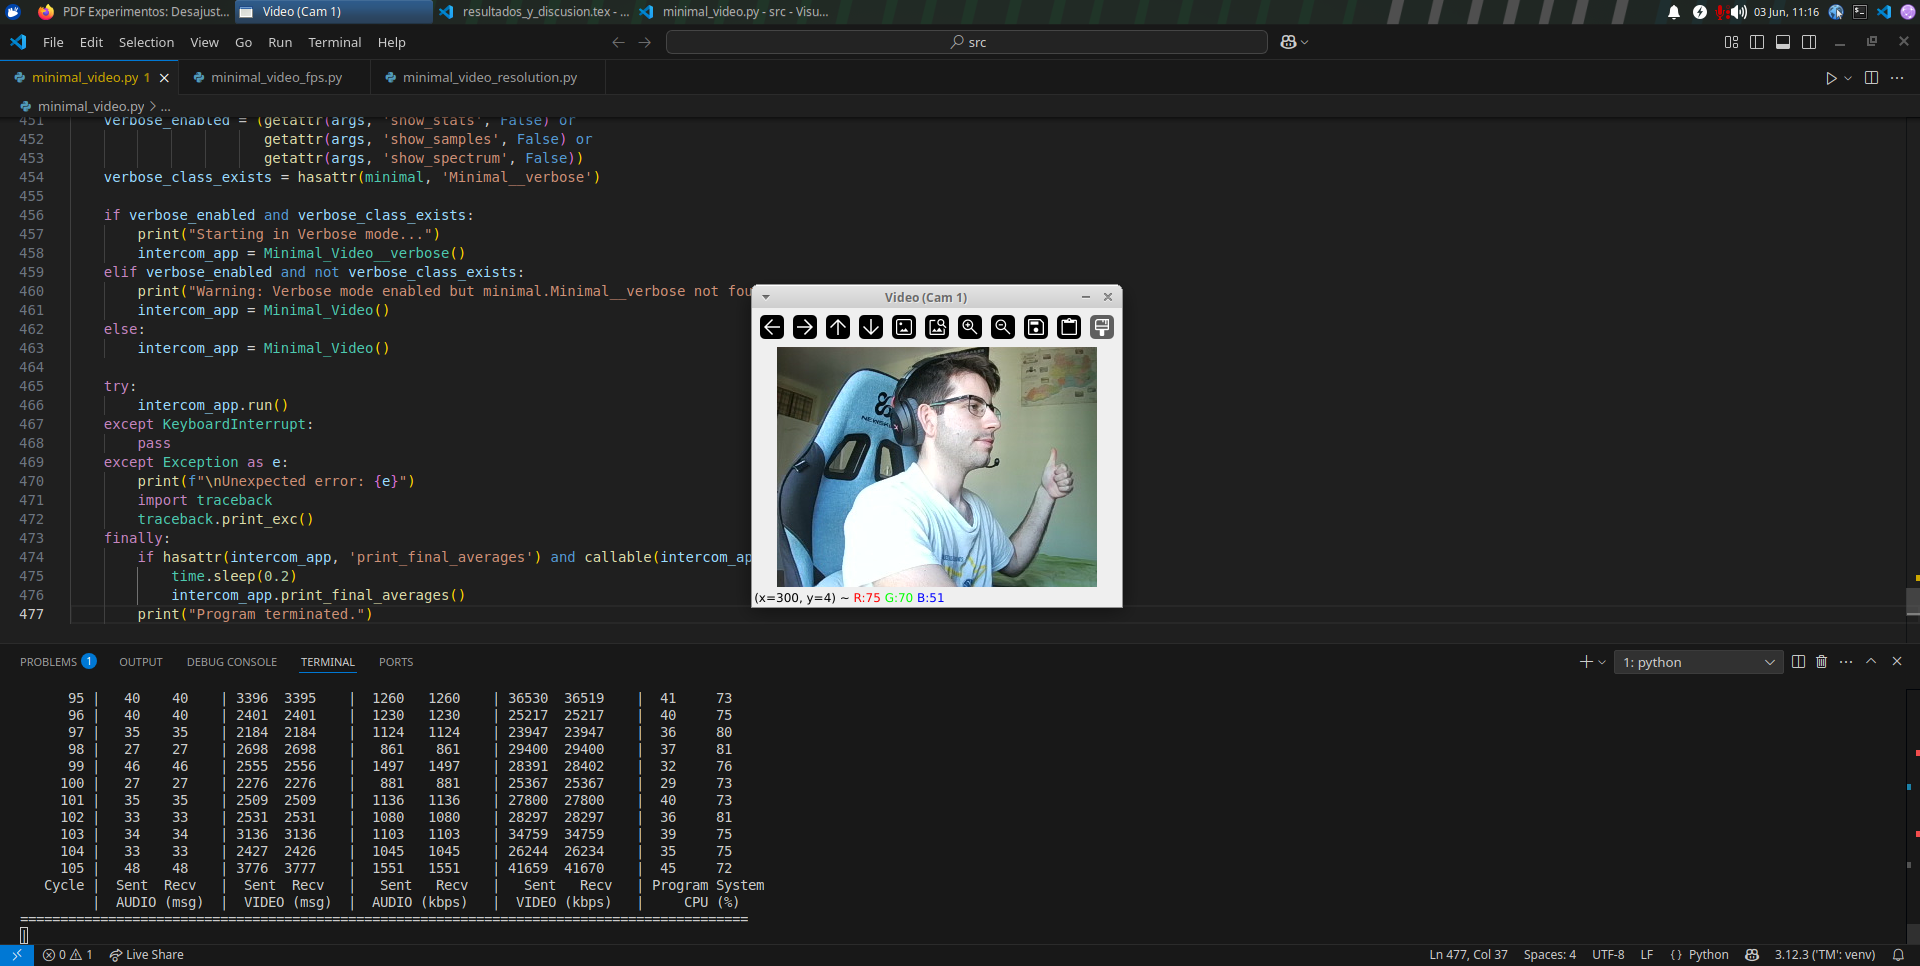 PDF Experimentos: Desajust... Video (Cam 1) resultados_y_discusion.tex - ... minimal_video.py - src - Visu... 03 Jun, 11:16
File Edit Selection View Go Run Terminal Help src
minimal_video.py 1 minimal_video_fps.py minimal_video_resolution.py
minimal_video.py > ...
451 verbose_enabled = (getattr(args, 'show_stats', False) or
452 getattr(args, 'show_samples', False) or
453 getattr(args, 'show_spectrum', False))
454 verbose_class_exists = hasattr(minimal, 'Minimal__verbose')
455
456 if verbose_enabled and verbose_class_exists:
457 print("Starting in Verbose mode...")
458 intercom_app = Minimal_Video__verbose()
459 elif verbose_enabled and not verbose_class_exists:
460 print("Warning: Verbose mode enabled but minimal.Minimal__verbose not fou
461 intercom_app = Minimal_Video()
462 else:
463 intercom_app = Minimal_Video()
464
465 try:
466 intercom_app.run()
467 except KeyboardInterrupt:
468 pass
469 except Exception as e:
470 print(f"\nUnexpected error: {e}")
471 import traceback
472 traceback.print_exc()
473 finally:
474 if hasattr(intercom_app, 'print_final_averages') and callable(intercom_ap
475 time.sleep(0.2)
476 intercom_app.print_final_averages()
477 print("Program terminated.")
Video (Cam 1)
NEWSKILL
(x=300, y=4) ~ R:75 G:70 B:51
PROBLEMS 1 OUTPUT DEBUG CONSOLE TERMINAL PORTS 1: python
95 | 40 40 | 3396 3395 | 1260 1260 | 36530 36519 | 41 73
96 | 40 40 | 2401 2401 | 1230 1230 | 25217 25217 | 40 75
97 | 35 35 | 2184 2184 | 1124 1124 | 23947 23947 | 36 80
98 | 27 27 | 2698 2698 | 861 861 | 29400 29400 | 37 81
99 | 46 46 | 2555 2556 | 1497 1497 | 28391 28402 | 32 76
100 | 27 27 | 2276 2276 | 881 881 | 25367 25367 | 29 73
101 | 35 35 | 2509 2509 | 1136 1136 | 27800 27800 | 40 73
102 | 33 33 | 2531 2531 | 1080 1080 | 28297 28297 | 36 81
103 | 34 34 | 3136 3136 | 1103 1103 | 34759 34759 | 39 75
104 | 33 33 | 2427 2426 | 1045 1045 | 26244 26234 | 35 75
105 | 48 48 | 3776 3777 | 1551 1551 | 41659 41670 | 45 72
Cycle | Sent Recv | Sent Recv | Sent Recv | Sent Recv | Program System
| AUDIO (msg) | VIDEO (msg) | AUDIO (kbps) | VIDEO (kbps) | CPU (%)
==========================================================================================
0 1 Live Share Ln 477, Col 37 Spaces: 4 UTF-8 LF {} Python 3.12.3 ('TM': venv)